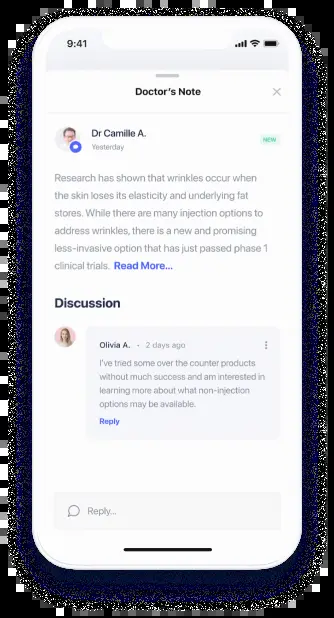 9:41
Doctor's Note
Dr Camille A.
Yesterday
NEW
Research has shown that wrinkles occur when
the skin loses its elasticity and underlying fat
stores. While there are many injection options to
address wrinkles, there is a new and promising
less-invasive option that has just passed phase 1
clinical trials. Read More...
Discussion
Olivia A. • 2 days ago
I've tried some over the counter products
without much success and am interested in
learning more about what non-injection
options may be available.
Reply
Reply...